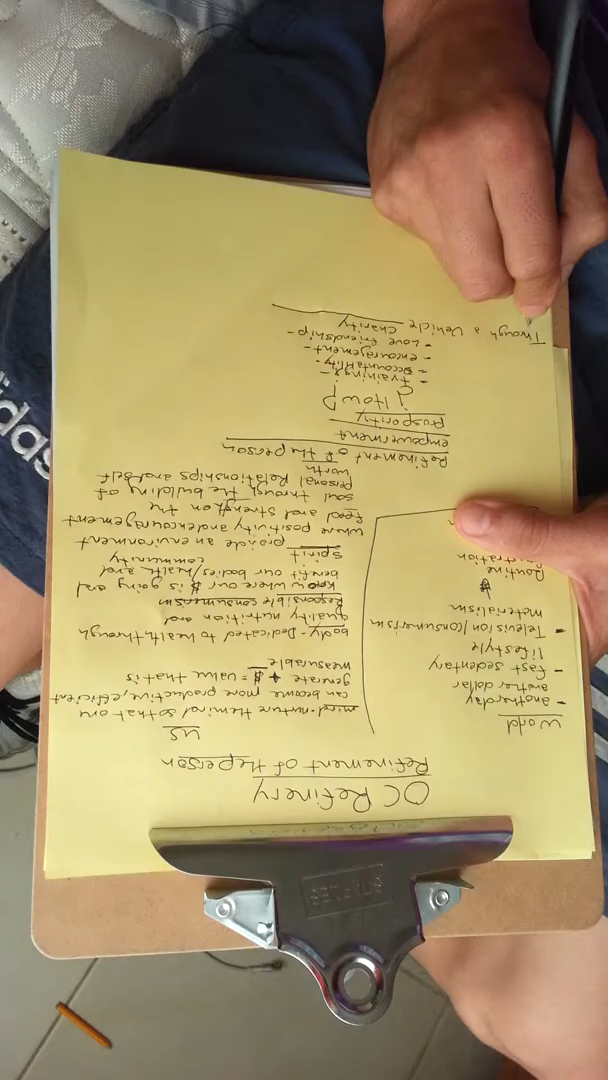 OC Refinery
Refinement of the person
World
- another day
another dollar
- fast sedentary
lifestyle
- Television/consumerism
materialism
Routine
US
mind- nurture the mind so that one
can become more productive, efficient
generate + $ = value that is
measurable
body- Dedicated to health through
quality nutrition and
Responsible consumerism
Know where our $ is going and
benefit our bodies/health and
community
Spirit
provide an environment
where positivity and encouragement
feed and strengthen the
soul through the building of
personal Relationships and self
worth
Refinement of the person
empowerment
prosperity
¿How?
- training -
- accountability -
- encouragement -
- Love friendship -
Through a Vehicle charity
adidas
STAPLES